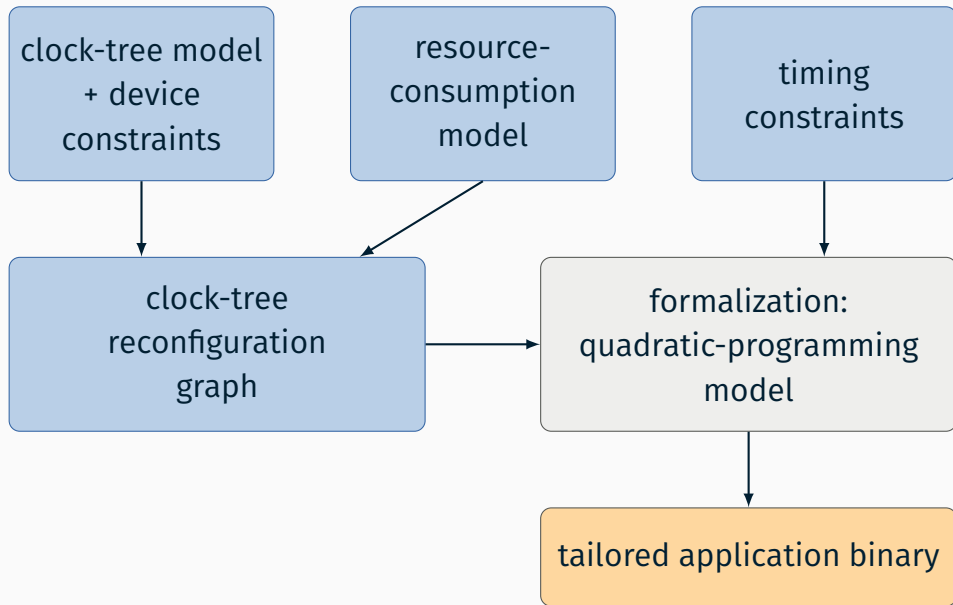 clock-tree model
+ device
constraints
resource-
consumption
model
timing
constraints
clock-tree
reconfiguration
graph
formalization:
quadratic-programming
model
tailored application binary